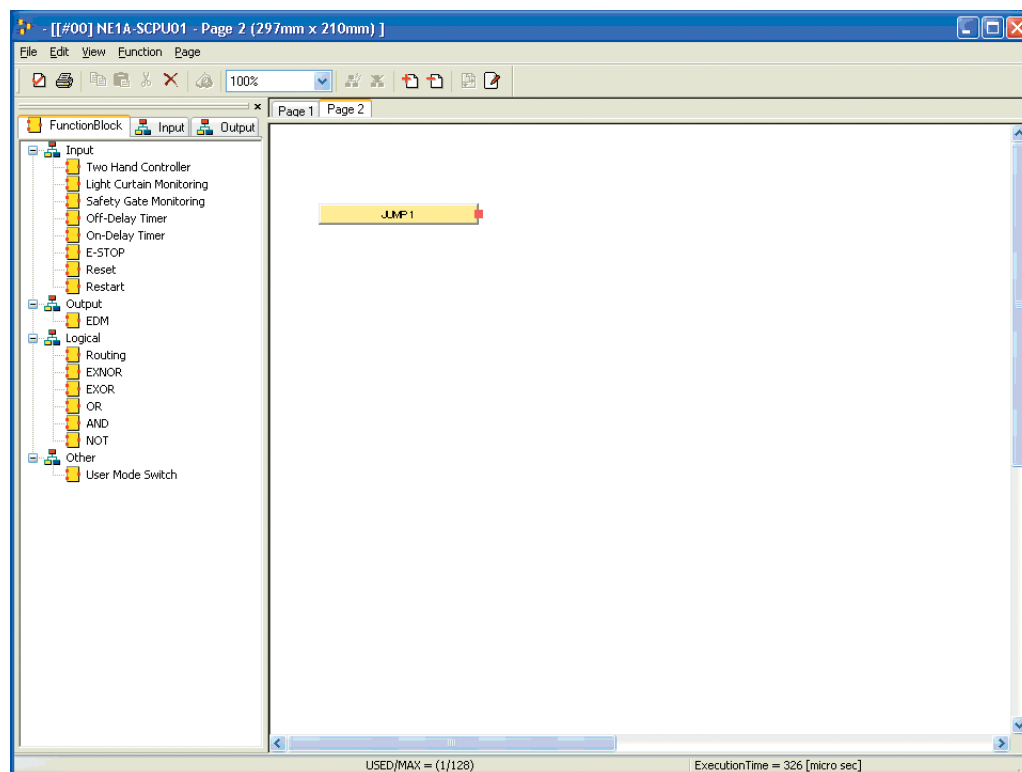 - [[#00] NE1A-SCPU01 - Page 2 (297mm x 210mm) ]
File Edit View Function Page
100%
Page 1 Page 2
FunctionBlock Input Output
Input
Two Hand Controller
Light Curtain Monitoring
Safety Gate Monitoring
Off-Delay Timer
On-Delay Timer
E-STOP
Reset
Restart
Output
EDM
Logical
Routing
EXNOR
EXOR
OR
AND
NOT
Other
User Mode Switch
JUMP1
USED/MAX = (1/128) ExecutionTime = 326 [micro sec]